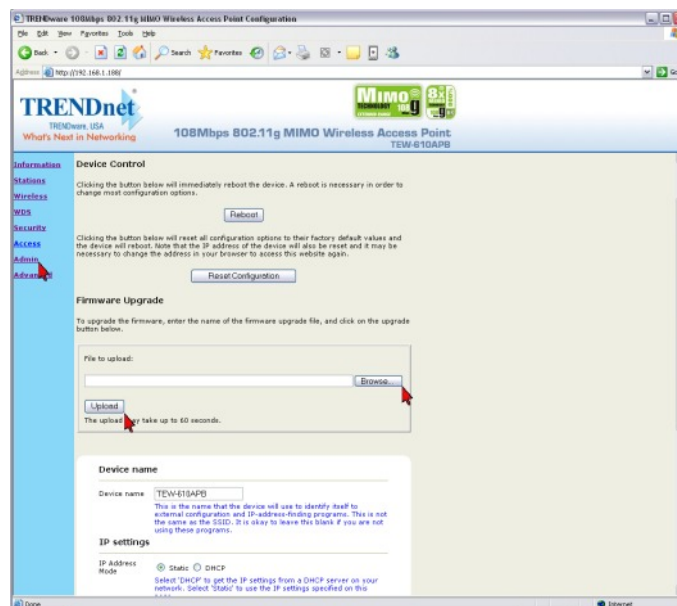 TRENDware 108Mbps 802.11g MIMO Wireless Access Point Configuration
File Edit View Favorites Tools Help
Back Search Favorites
Address http://192.168.1.188/ Go
TRENDnet
TRENDware, USA
What's Next in Networking
MIMO
TECHNOLOGY 108 g
EXTENDED RANGE
8X
g
108Mbps 802.11g MIMO Wireless Access Point
TEW-610APB
Information
Stations
Wireless
WDS
Security
Access
Admin
Advanced
Device Control
Clicking the button below will immediately reboot the device. A reboot is necessary in order to
change most configuration options.
Reboot
Clicking the button below will reset all configuration options to their factory default values and
the device will reboot. Note that the IP address of the device will also be reset and it may be
necessary to change the address in your browser to access this website again.
Reset Configuration
Firmware Upgrade
To upgrade the firmware, enter the name of the firmware upgrade file, and click on the upgrade
button below.
File to upload:
Browse...
Upload
The upload may take up to 60 seconds.
Device name
Device name TEW-610APB
This is the name that the device will use to identify itself to
external configuration and IP-address-finding programs. This is not
the same as the SSID. It is okay to leave this blank if you are not
using these programs.
IP settings
IP Address
Mode
Static DHCP
Select 'DHCP' to get the IP settings from a DHCP server on your
network. Select 'Static' to use the IP settings specified on this
Done Internet